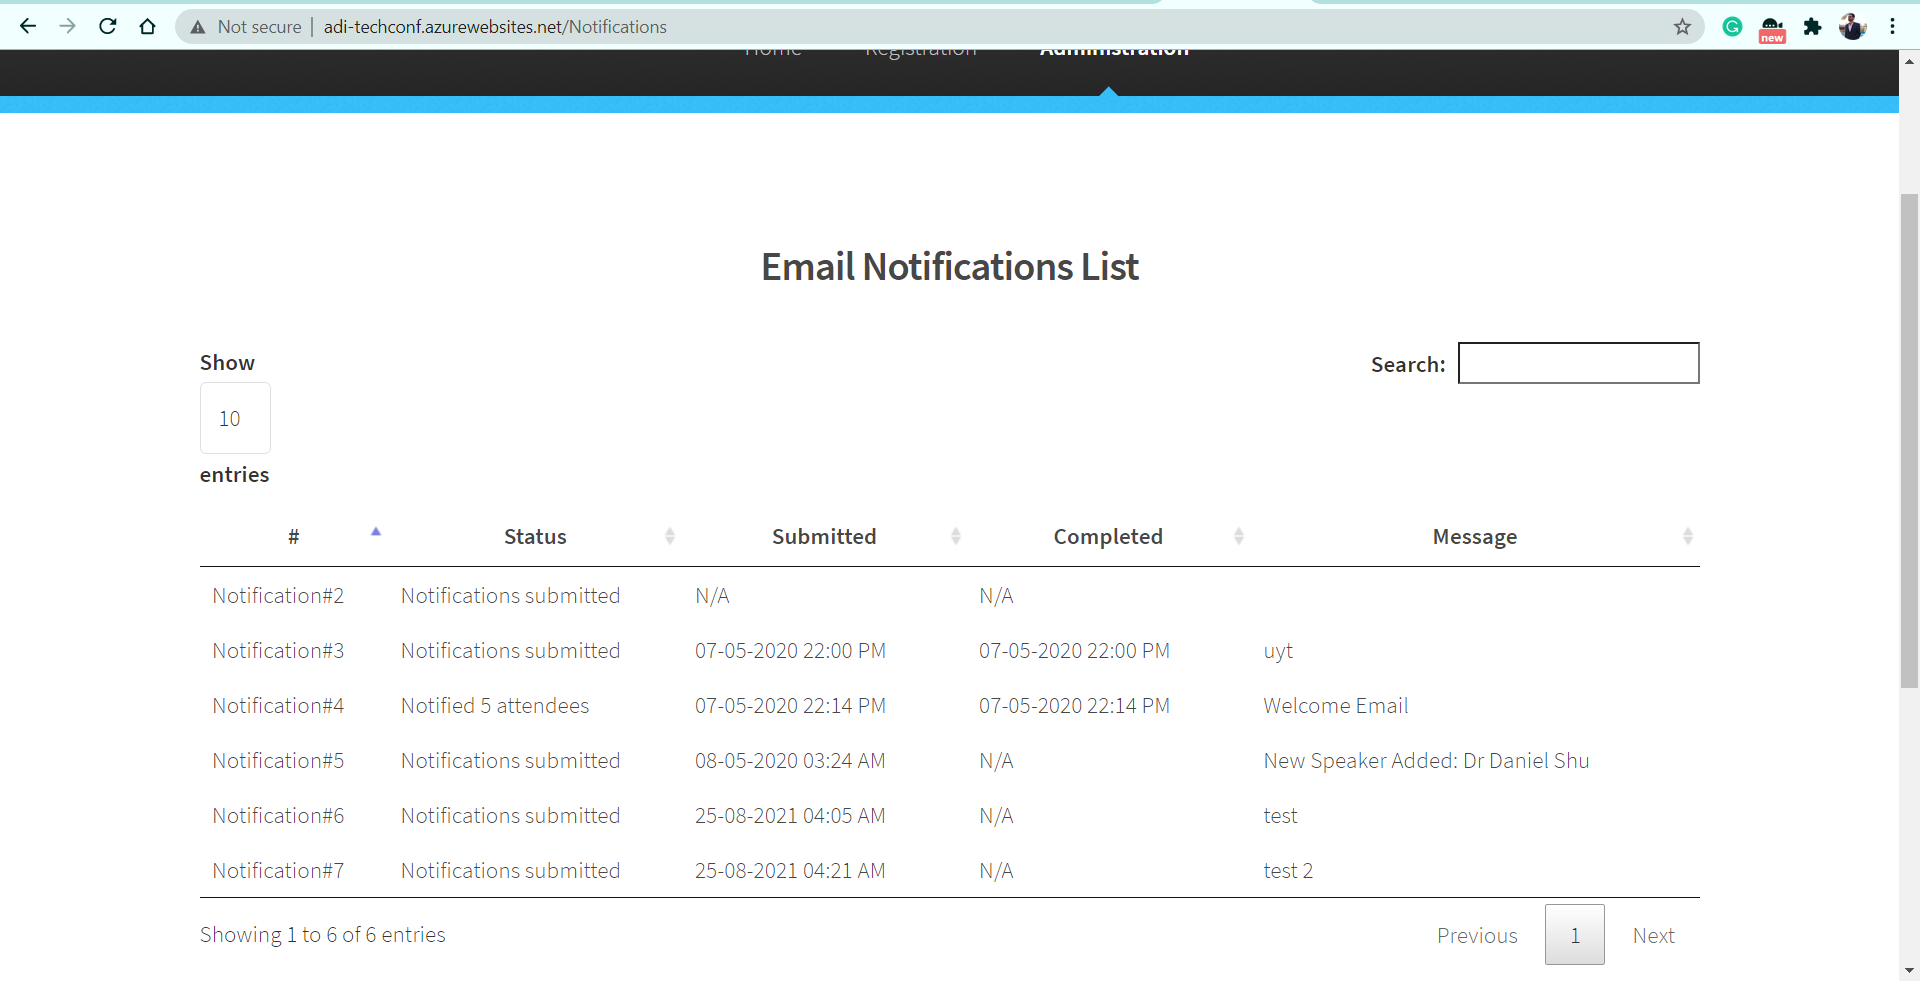 Not secure | adi-techconf.azurewebsites.net/Notifications
new
Home Registration Administration
Email Notifications List
Show
10
entries
Search:
# Status Submitted Completed Message
Notification#2 Notifications submitted N/A N/A
Notification#3 Notifications submitted 07-05-2020 22:00 PM 07-05-2020 22:00 PM uyt
Notification#4 Notified 5 attendees 07-05-2020 22:14 PM 07-05-2020 22:14 PM Welcome Email
Notification#5 Notifications submitted 08-05-2020 03:24 AM N/A New Speaker Added: Dr Daniel Shu
Notification#6 Notifications submitted 25-08-2021 04:05 AM N/A test
Notification#7 Notifications submitted 25-08-2021 04:21 AM N/A test 2
Showing 1 to 6 of 6 entries
Previous 1 Next